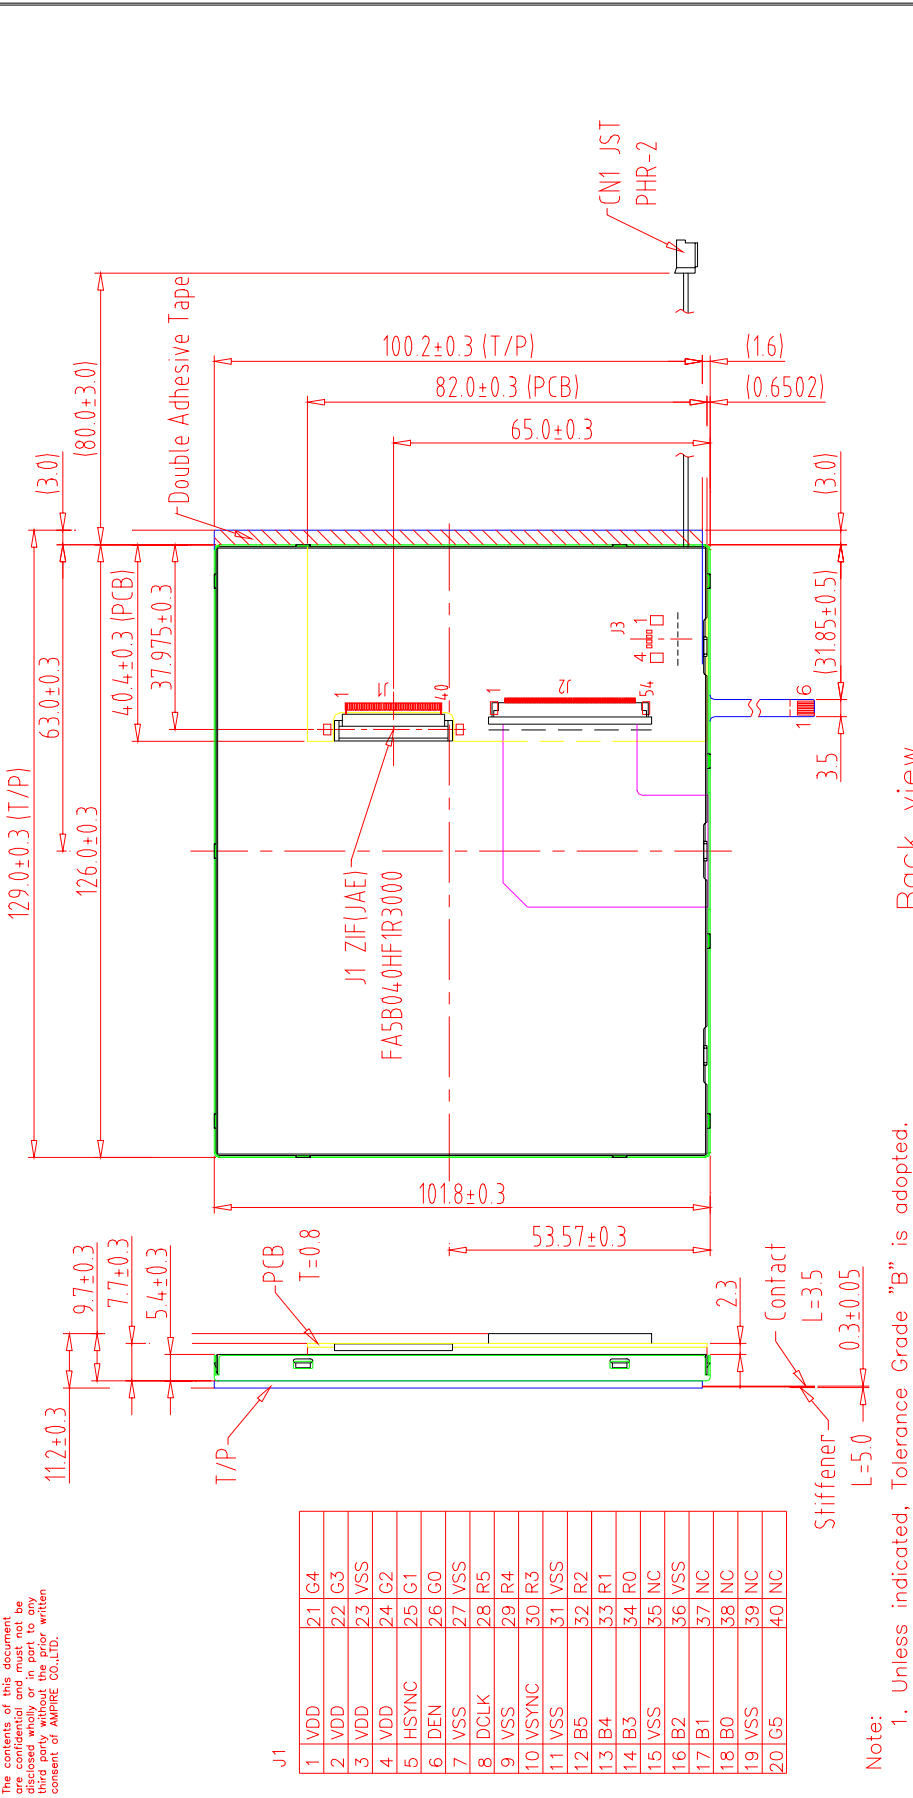 The contents of this document
are confidential and must not be
disclosed wholly or in part to any
third party without the prior written
consent of AMPIRE CO.,LTD.
J1
1 VDD 21 G4
2 VDD 22 G3
3 VDD 23 VSS
4 VDD 24 G2
5 HSYNC 25 G1
6 DEN 26 G0
7 VSS 27 VSS
8 DCLK 28 R5
9 VSS 29 R4
10 VSYNC 30 R3
11 VSS 31 VSS
12 B5 32 R2
13 B4 33 R1
14 B3 34 R0
15 VSS 35 NC
16 B2 36 VSS
17 B1 37 NC
18 B0 38 NC
19 VSS 39 NC
20 G5 40 NC
11.2±0.3
9.7±0.3
7.7±0.3
5.4±0.3
T/P
PCB
T=0.8
2.3
Contact
L=3.5
0.3±0.05
Stiffener
L=5.0
129.0±0.3 (T/P)
(3.0)
63.0±0.3
126.0±0.3
(80.0±3.0)
40.4±0.3 (PCB)
37.975±0.3
Double Adhesive Tape
101.8±0.3
53.57±0.3
J1 ZIF(JAE)
FA5B040HF1R3000
1
J1
40
1
J2
54
J3
4
1
100.2±0.3 (T/P)
82.0±0.3 (PCB)
65.0±0.3
(1.6)
(0.6502)
CN1 JST
PHR-2
(3.0)
(31.85±0.5)
3.5
1
6
Back view
Note:
1. Unless indicated, Tolerance Grade "B" is adopted.